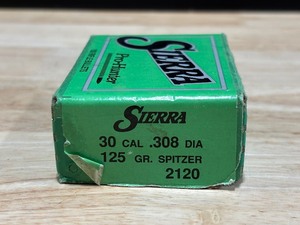 SIERRA
Pro-Hunter
SIERRA
30 CAL .308 DIA
125 GR. SPITZER
2120